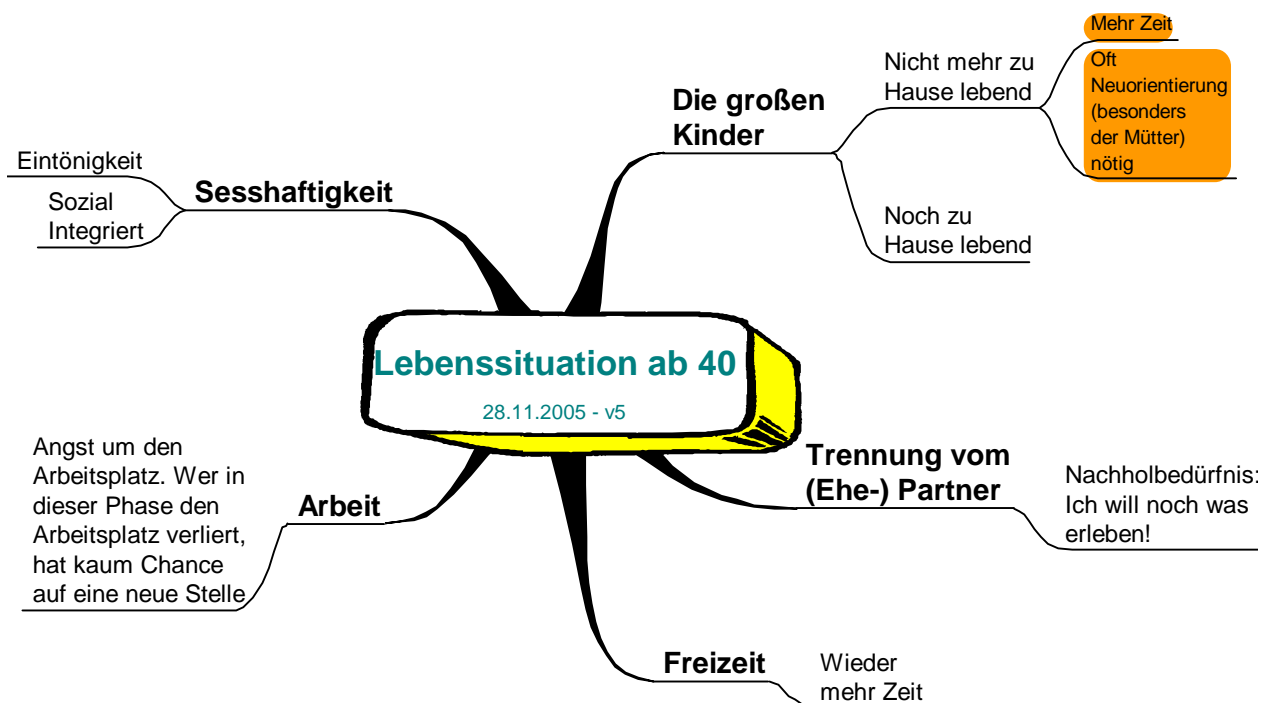 Lebenssituation ab 40
28.11.2005 - v5
Die großen
Kinder
Nicht mehr zu
Hause lebend
Mehr Zeit
Oft
Neuorientierung
(besonders
der Mütter)
nötig
Noch zu
Hause lebend
Trennung vom
(Ehe-) Partner
Nachholbedürfnis:
Ich will noch was
erleben!
Freizeit
Wieder
mehr Zeit
Arbeit
Angst um den
Arbeitsplatz. Wer in
dieser Phase den
Arbeitsplatz verliert,
hat kaum Chance
auf eine neue Stelle
Sesshaftigkeit
Eintönigkeit
Sozial
Integriert